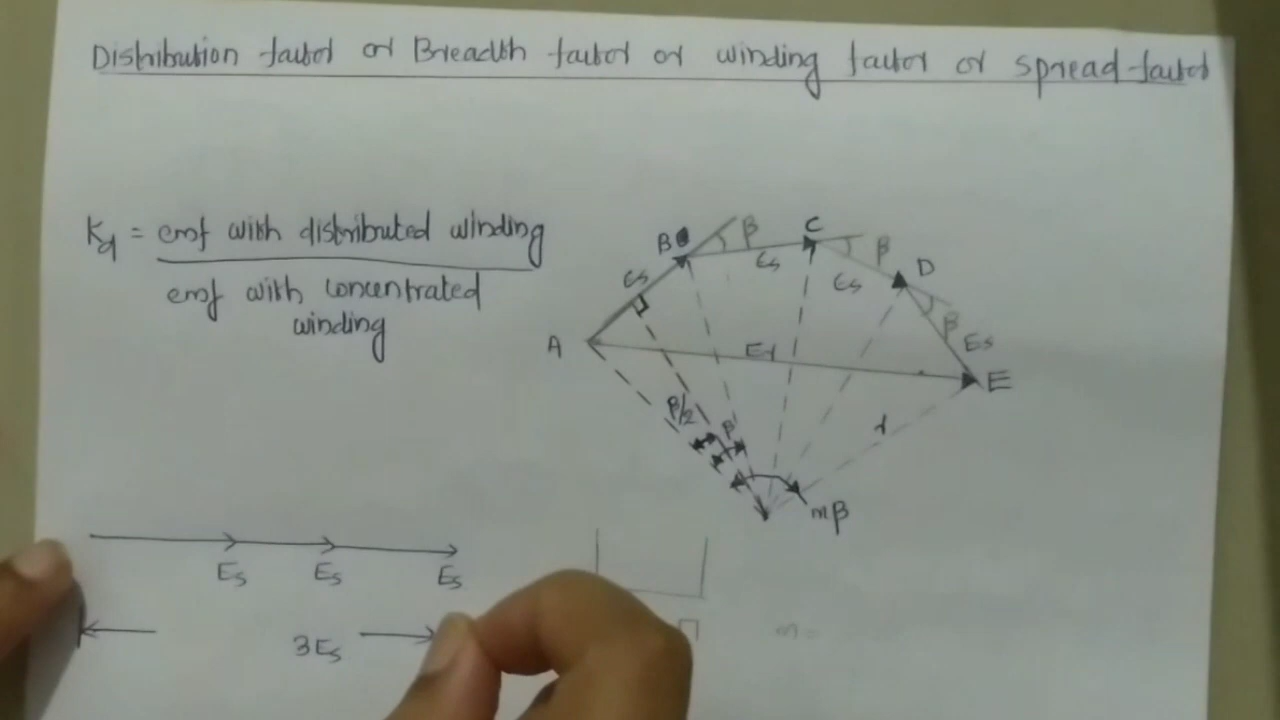 Distribution factor or Breadth factor or winding factor or spread factor
Kd = emf with distributed winding
emf with concentrated
winding
B β C
Es Es β D
Es β
A Er Es E
β/2 β r
mβ
Es Es Es
3Es m=